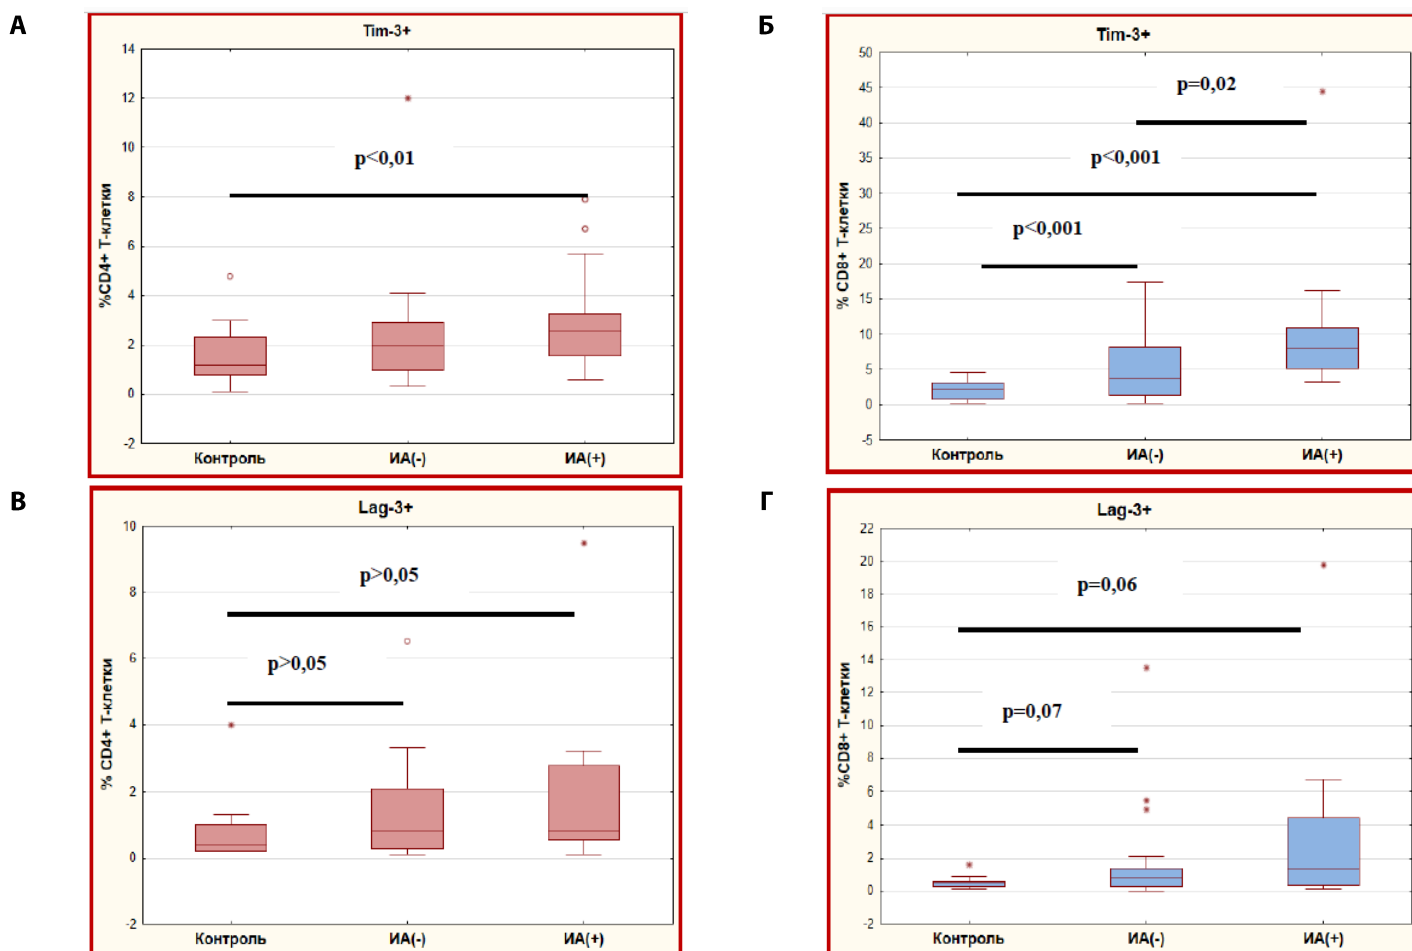 А
Tim-3+
%CD4+ Т-клетки
14
12
10
8
6
4
2
0
-2
p<0,01
Контроль
ИА(-)
ИА(+)
Б
Tim-3+
% CD8+ Т-клетки
50
45
40
35
30
25
20
15
10
5
0
-5
p=0,02
p<0,001
p<0,001
Контроль
ИА(-)
ИА(+)
В
Lag-3+
% CD4+ Т-клетки
10
8
6
4
2
0
-2
p>0,05
p>0,05
Контроль
ИА(-)
ИА(+)
Г
Lag-3+
%CD8+ Т-клетки
22
20
18
16
14
12
10
8
6
4
2
0
-2
p=0,06
p=0,07
Контроль
ИА(-)
ИА(+)